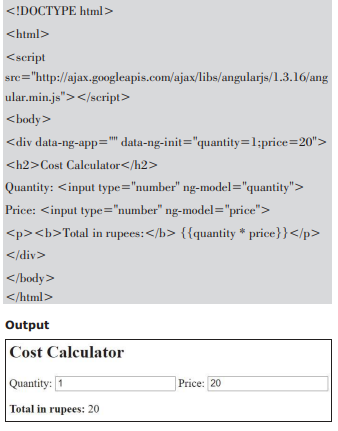 <!DOCTYPE html>
<html>
<script
src="http://ajax.googleapis.com/ajax/libs/angularjs/1.3.16/ang
ular.min.js"></script>
<body>
<div data-ng-app="" data-ng-init="quantity=1;price=20">
<h2>Cost Calculator</h2>
Quantity: <input type="number" ng-model="quantity">
Price: <input type="number" ng-model="price">
<p><b>Total in rupees:</b> {{quantity * price}}</p>
</div>
</body>
</html>
Output
Cost Calculator
Quantity: 1 Price: 20
Total in rupees: 20